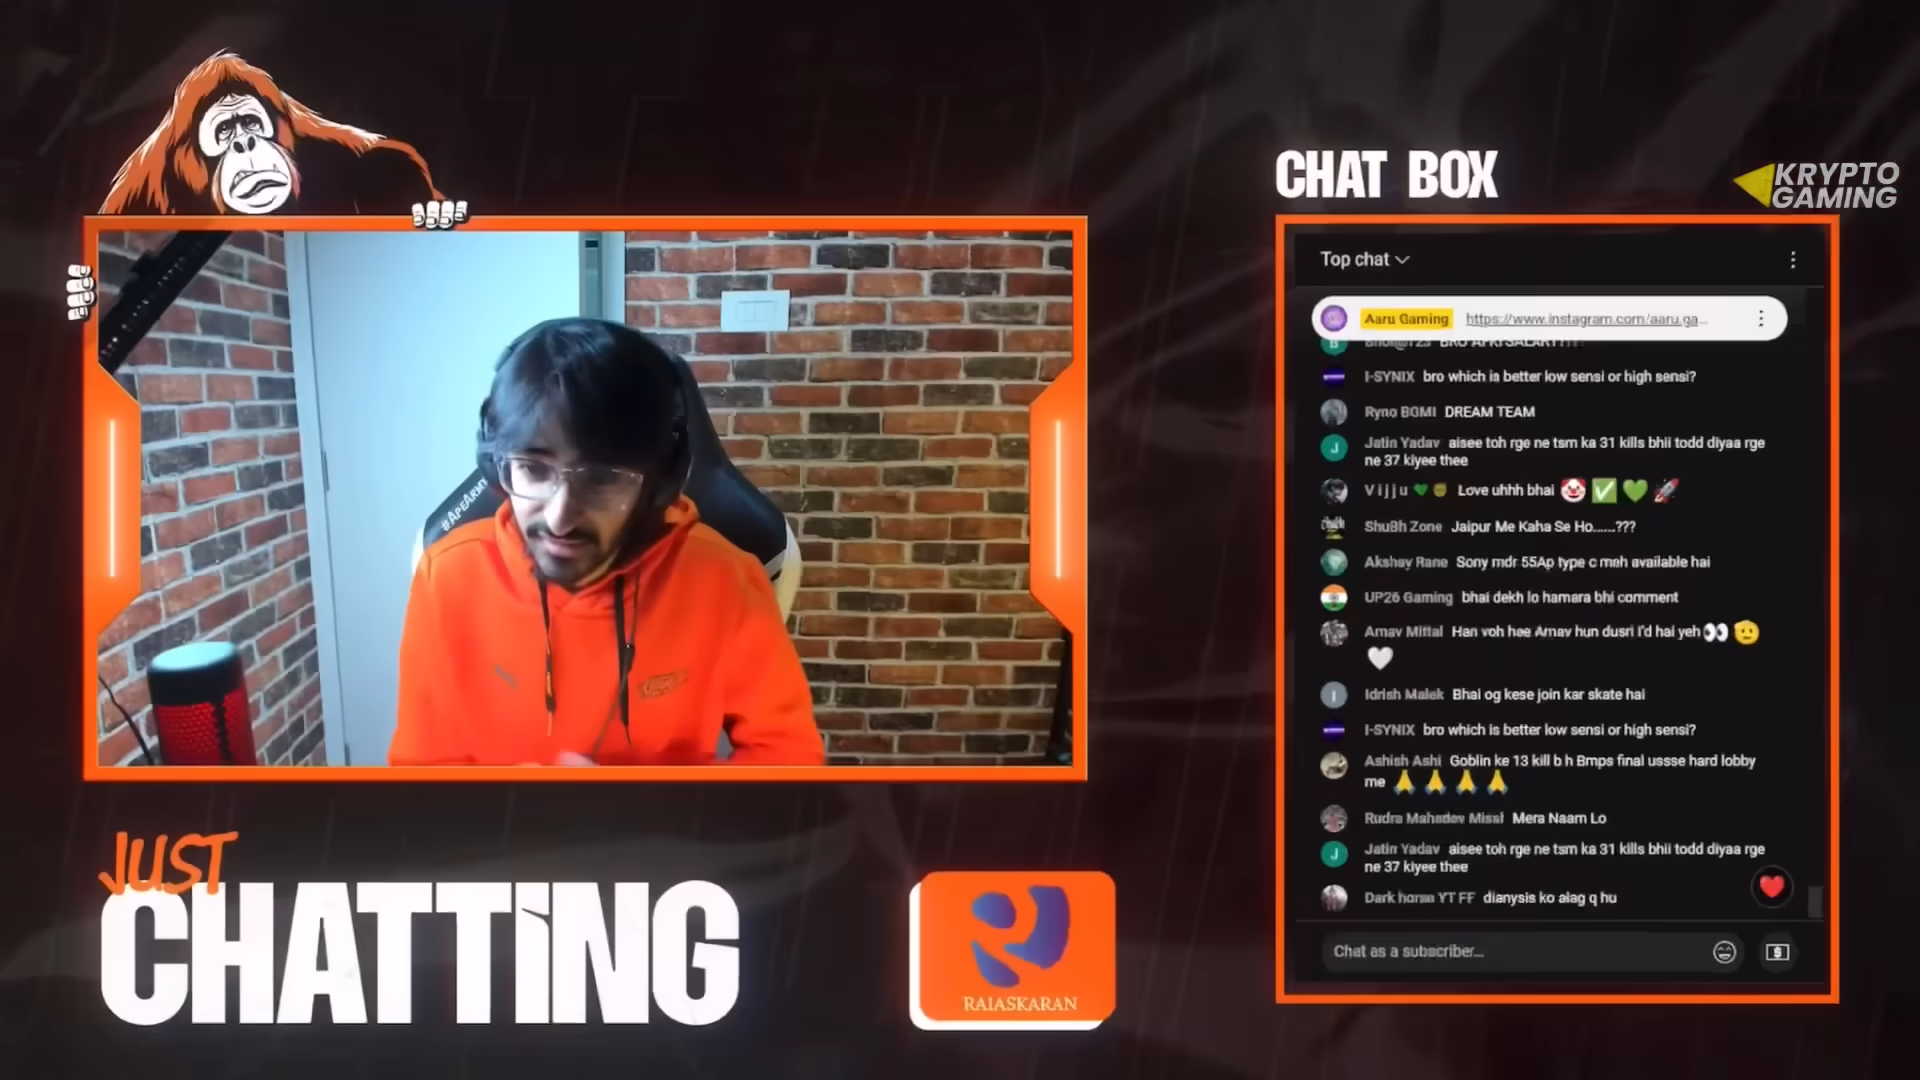 CHAT BOX
KRYPTO
GAMING
Top chat
Aaru Gaming https://www.instagram.com/aaru.ga...
I-SYNIX bro which is better low sensi or high sensi?
Ryno BGMI DREAM TEAM
Jatin Yadav aisee toh rge ne tsm ka 31 kills bhii todd diyaa rge
ne 37 kiyee thee
V i j j u Love uhhh bhai
ShuBh Zone Jaipur Me Kaha Se Ho......???
Akshay Rane Sony mdr 55Ap type c meh available hai
UP26 Gaming bhai dekh lo hamara bhi comment
Arnav Mittal Han voh hee Arnav hun dusri I'd hai yeh
Idrish Malek Bhai og kese join kar skate hai
I-SYNIX bro which is better low sensi or high sensi?
Ashish Ashi Goblin ke 13 kill b h Bmps final ussse hard lobby
me
Rudra Mahadev Misal Mera Naam Lo
Jatin Yadav aisee toh rge ne tsm ka 31 kills bhii todd diyaa rge
ne 37 kiyee thee
Dark YT FF dianysis ko alag q hu
Chat as a subscriber...
#APEARMY
JUST
CHATTING
RAIASKARAN